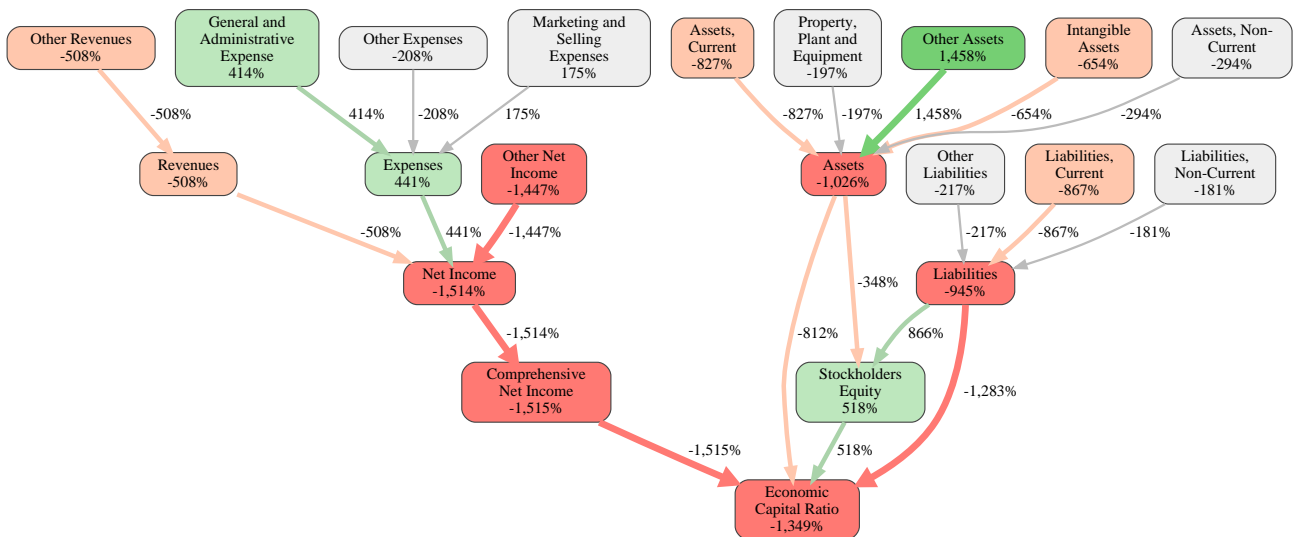 Other Revenues
-508%
General and
Administrative
Expense
414%
Other Expenses
-208%
Marketing and
Selling
Expenses
175%
Assets,
Current
-827%
Property,
Plant and
Equipment
-197%
Other Assets
1,458%
Intangible
Assets
-654%
Assets, Non-
Current
-294%
-508%
414%
-208%
175%
-827%
-197%
1,458%
-654%
-294%
Revenues
-508%
Expenses
441%
Other Net
Income
-1,447%
Assets
-1,026%
Other
Liabilities
-217%
Liabilities,
Current
-867%
Liabilities,
Non-Current
-181%
-508%
441%
-1,447%
-217%
-867%
-181%
Net Income
-1,514%
-348%
Liabilities
-945%
-1,514%
-812%
866%
Comprehensive
Net Income
-1,515%
Stockholders
Equity
518%
-1,283%
-1,515%
518%
Economic
Capital Ratio
-1,349%